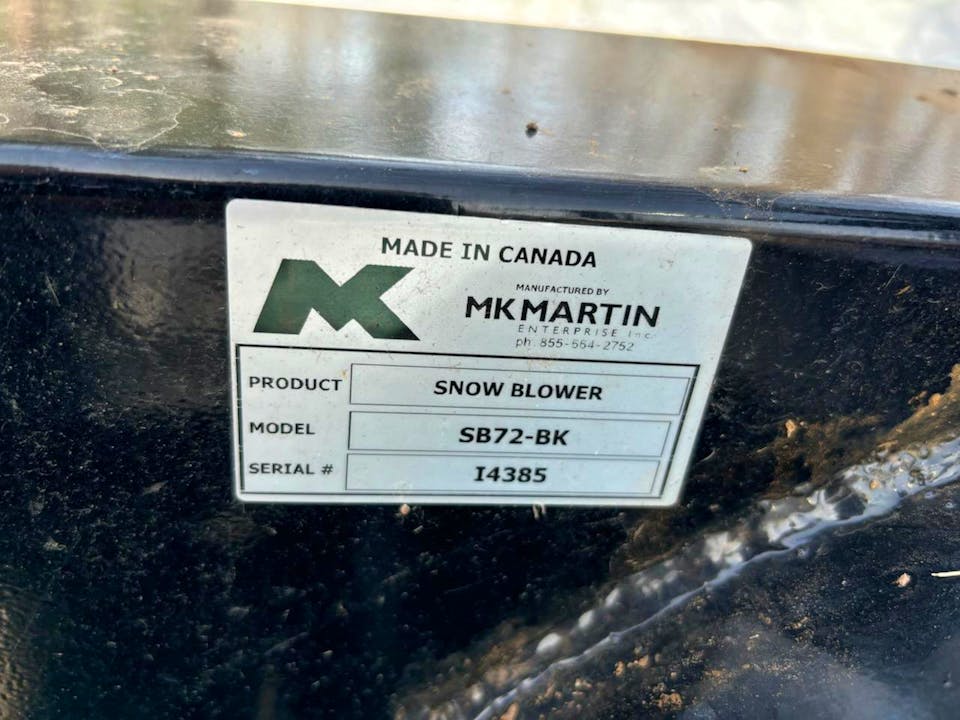 MADE IN CANADA
MK
MANUFACTURED BY
MKMARTIN
ENTERPRISE Inc.
ph. 855-664-2752
PRODUCT SNOW BLOWER
MODEL SB72-BK
SERIAL # I4385